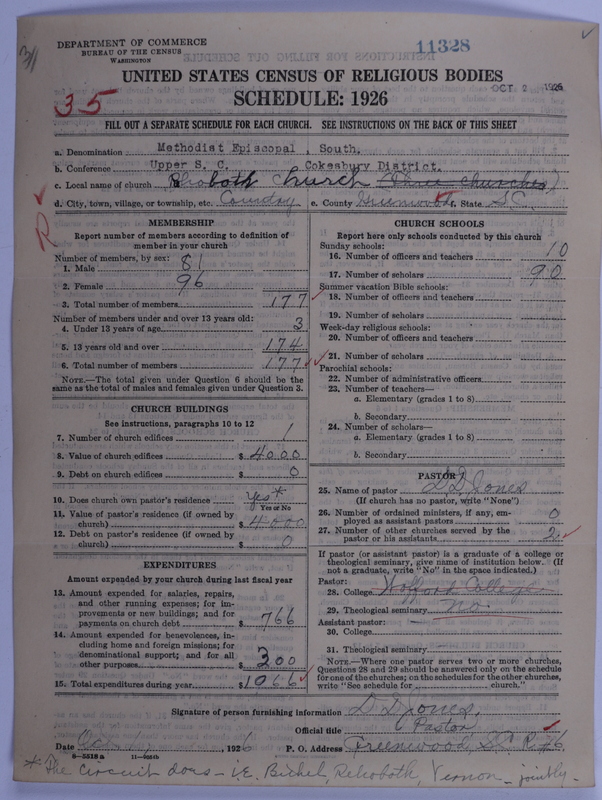 DEPARTMENT OF COMMERCE
BUREAU OF THE CENSUS
WASHINGTON
11328
OCT 2 1926
UNITED STATES CENSUS OF RELIGIOUS BODIES
SCHEDULE: 1926
35
FILL OUT A SEPARATE SCHEDULE FOR EACH CHURCH. SEE INSTRUCTIONS ON THE BACK OF THIS SHEET
a. Denomination Methodist Episcopal, South.
b. Conference Upper S. C. Cokesbury District.
c. Local name of church Rehoboth Church (three churches)
d. City, town, village, or township, etc. Country e. County Greenwood f. State S.C.
R
MEMBERSHIP
Report number of members according to definition of member in your church
Number of members, by sex:
1. Male 81
2. Female 96
3. Total number of members 177
Number of members under and over 13 years old:
4. Under 13 years of age 3
5. 13 years old and over 174
6. Total number of members 177
NOTE.—The total given under Question 6 should be the same as the total of males and females given under Question 3.
CHURCH BUILDINGS
See instructions, paragraphs 10 to 12
7. Number of church edifices 1
8. Value of church edifices $ 4000
9. Debt on church edifices $ 0
10. Does church own pastor's residence yes*
Yes or No
11. Value of pastor's residence (if owned by church) $ 4000
12. Debt on pastor's residence (if owned by church) $ 0
EXPENDITURES
Amount expended by your church during last fiscal year
13. Amount expended for salaries, repairs, and other running expenses; for improvements or new buildings; and for payments on church debt $ 766
14. Amount expended for benevolences, including home and foreign missions; for denominational support; and for all other purposes $ 300
15. Total expenditures during year $ 1066
CHURCH SCHOOLS
Report here only schools conducted by this church
Sunday schools:
16. Number of officers and teachers 10
17. Number of scholars 90
Summer vacation Bible schools:
18. Number of officers and teachers
19. Number of scholars
Week-day religious schools:
20. Number of officers and teachers
21. Number of scholars
Parochial schools:
22. Number of administrative officers
23. Number of teachers—
a. Elementary (grades 1 to 8)
b. Secondary
24. Number of scholars—
a. Elementary (grades 1 to 8)
b. Secondary
PASTOR
25. Name of pastor D D Jones
(If church has no pastor, write "None")
26. Number of ordained ministers, if any, employed as assistant pastors 0
27. Number of other churches served by the pastor or his assistants 2
If pastor (or assistant pastor) is a graduate of a college or theological seminary, give name of institution below. (If not a graduate, write "No" in the space indicated.)
Pastor:
28. College Wofford College
29. Theological seminary no.
Assistant pastor:
30. College
31. Theological seminary
NOTE.—Where one pastor serves two or more churches, Questions 28 and 29 should be answered only on the schedule for one of the churches; on the schedules for the other churches, write "See schedule for church."
Signature of person furnishing information D D Jones,
Official title Pastor
Date , 1926 P. O. Address Greenwood, S.C. R #6
8—5518a 11—9054b
* The circuit does - i.e. Bethel, Rehoboth, Vernon - jointly.